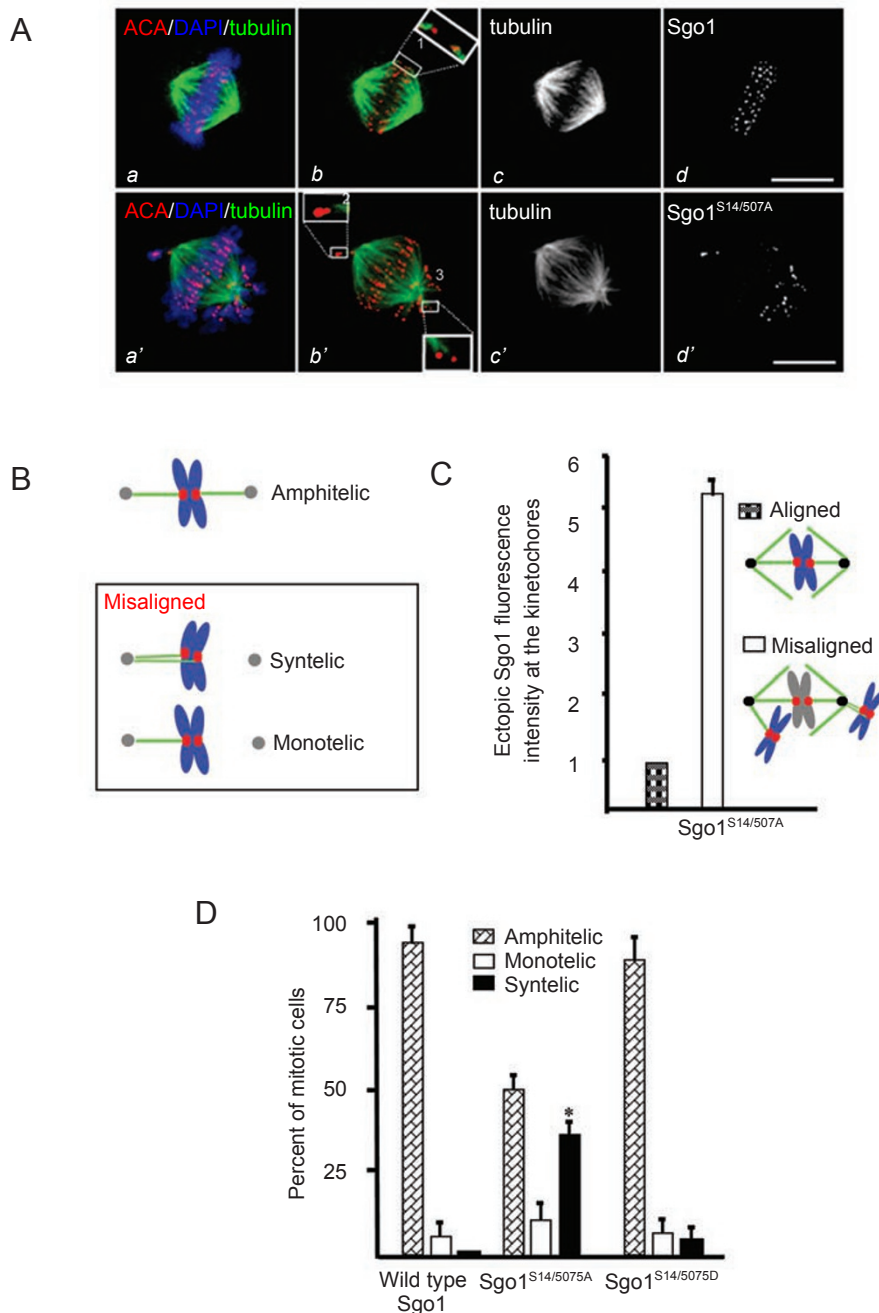 A
ACA/DAPI/tubulin
tubulin
Sgo1
1
a
b
c
d
ACA/DAPI/tubulin
2
tubulin
Sgo1S14/507A
3
a'
b'
c'
d'
B
Amphitelic
Misaligned
Syntelic
Monotelic
C
Ectopic Sgo1 fluorescence
intensity at the kinetochores
6
5
4
3
2
1
Aligned
Misaligned
Sgo1S14/507A
D
Percent of mitotic cells
100
75
50
25
Amphitelic
Monotelic
Syntelic
*
Wild type
Sgo1
Sgo1S14/5075A
Sgo1S14/5075D